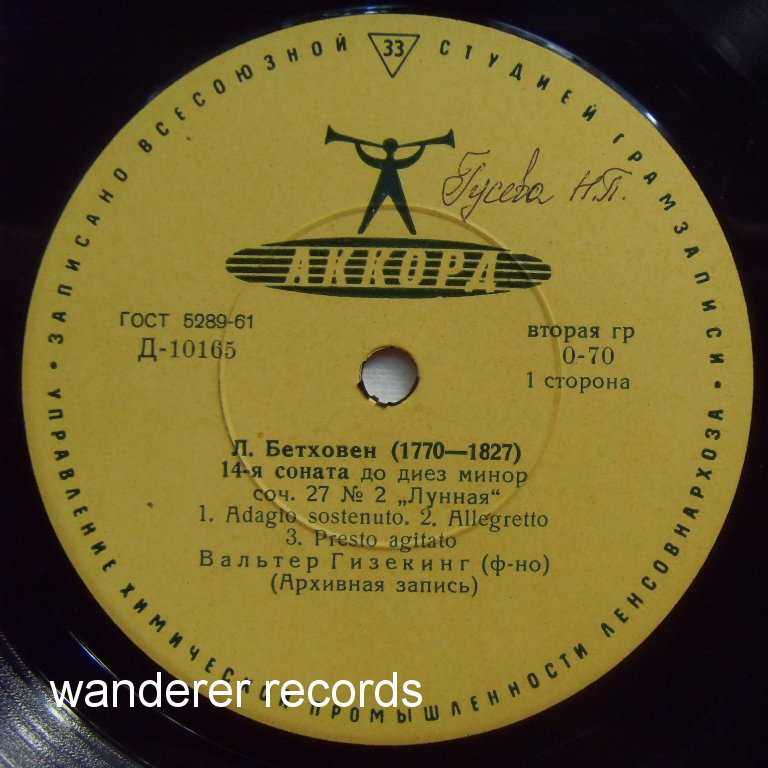 ЗАПИСАНО ВСЕСОЮЗНОЙ 33 СТУДИЕЙ ГРАМЗАПИСИ
Гусева Н.П.
АККОРД
ГОСТ 5289-61
Д-10165
вторая гр
0-70
1 сторона
Л. Бетховен (1770—1827)
14-я соната до диез минор
соч. 27 № 2 „Лунная“
1. Adagio sostenuto. 2. Allegretto
3. Presto agitato
Вальтер Гизекинг (ф-но)
(Архивная запись)
• УПРАВЛЕНИЕ ХИМИЧЕСКОЙ ПРОМЫШЛЕННОСТИ ЛЕНСОВНАРХОЗА •
wanderer records